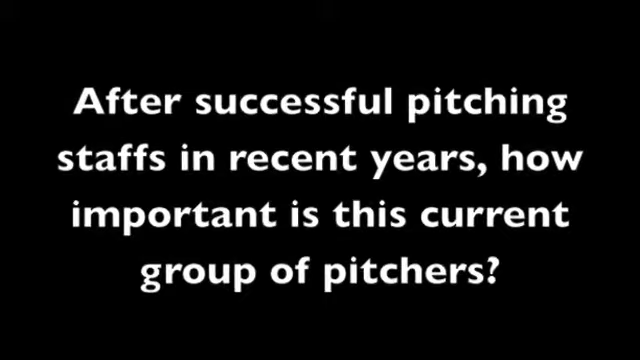 After successful pitching
staffs in recent years, how
important is this current
group of pitchers?